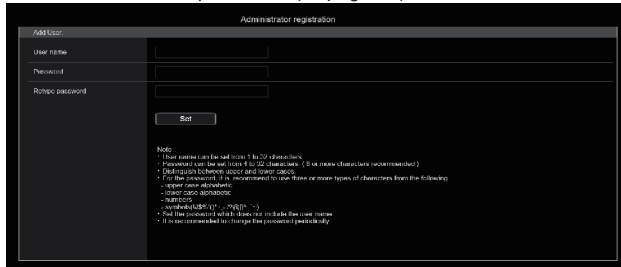 Administrator registration
Add User.
User name
Password
Retype password
Set
Note
・User name can be set from 1 to 32 characters
・Password can be set from 4 to 32 characters. ( 8 or more characters recommended )
・Distinguish between upper and lower cases.
・For the password, it is recommend to use three or more types of characters from the following
- upper case alphabetic
- lower case alphabetic
- numbers
- symbols
・Set the password which does not include the user name
・It is recommended to change the password periodically